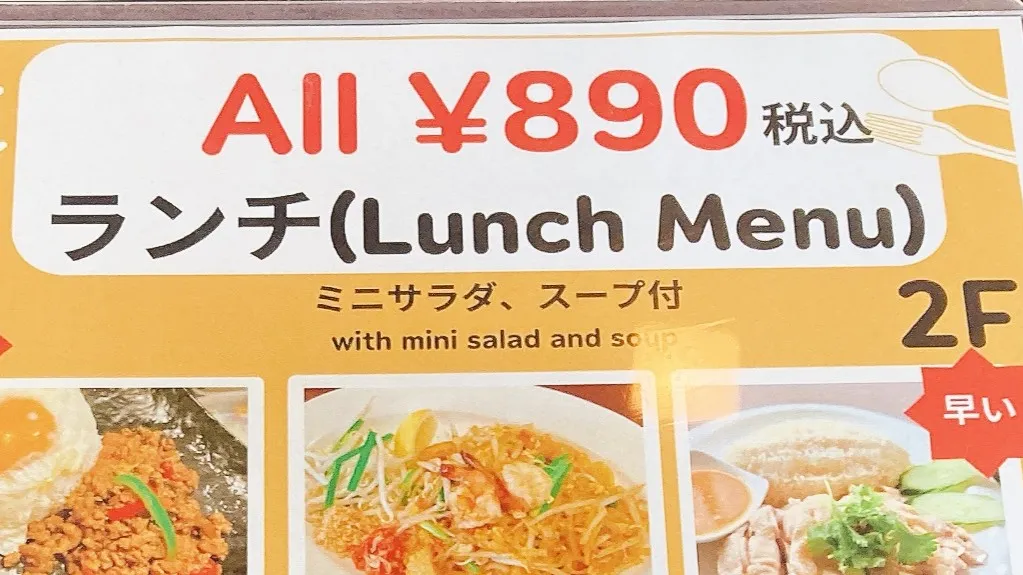 All ¥890 税込
ランチ(Lunch Menu)
ミニサラダ、スープ付
with mini salad and soup
2F
早い